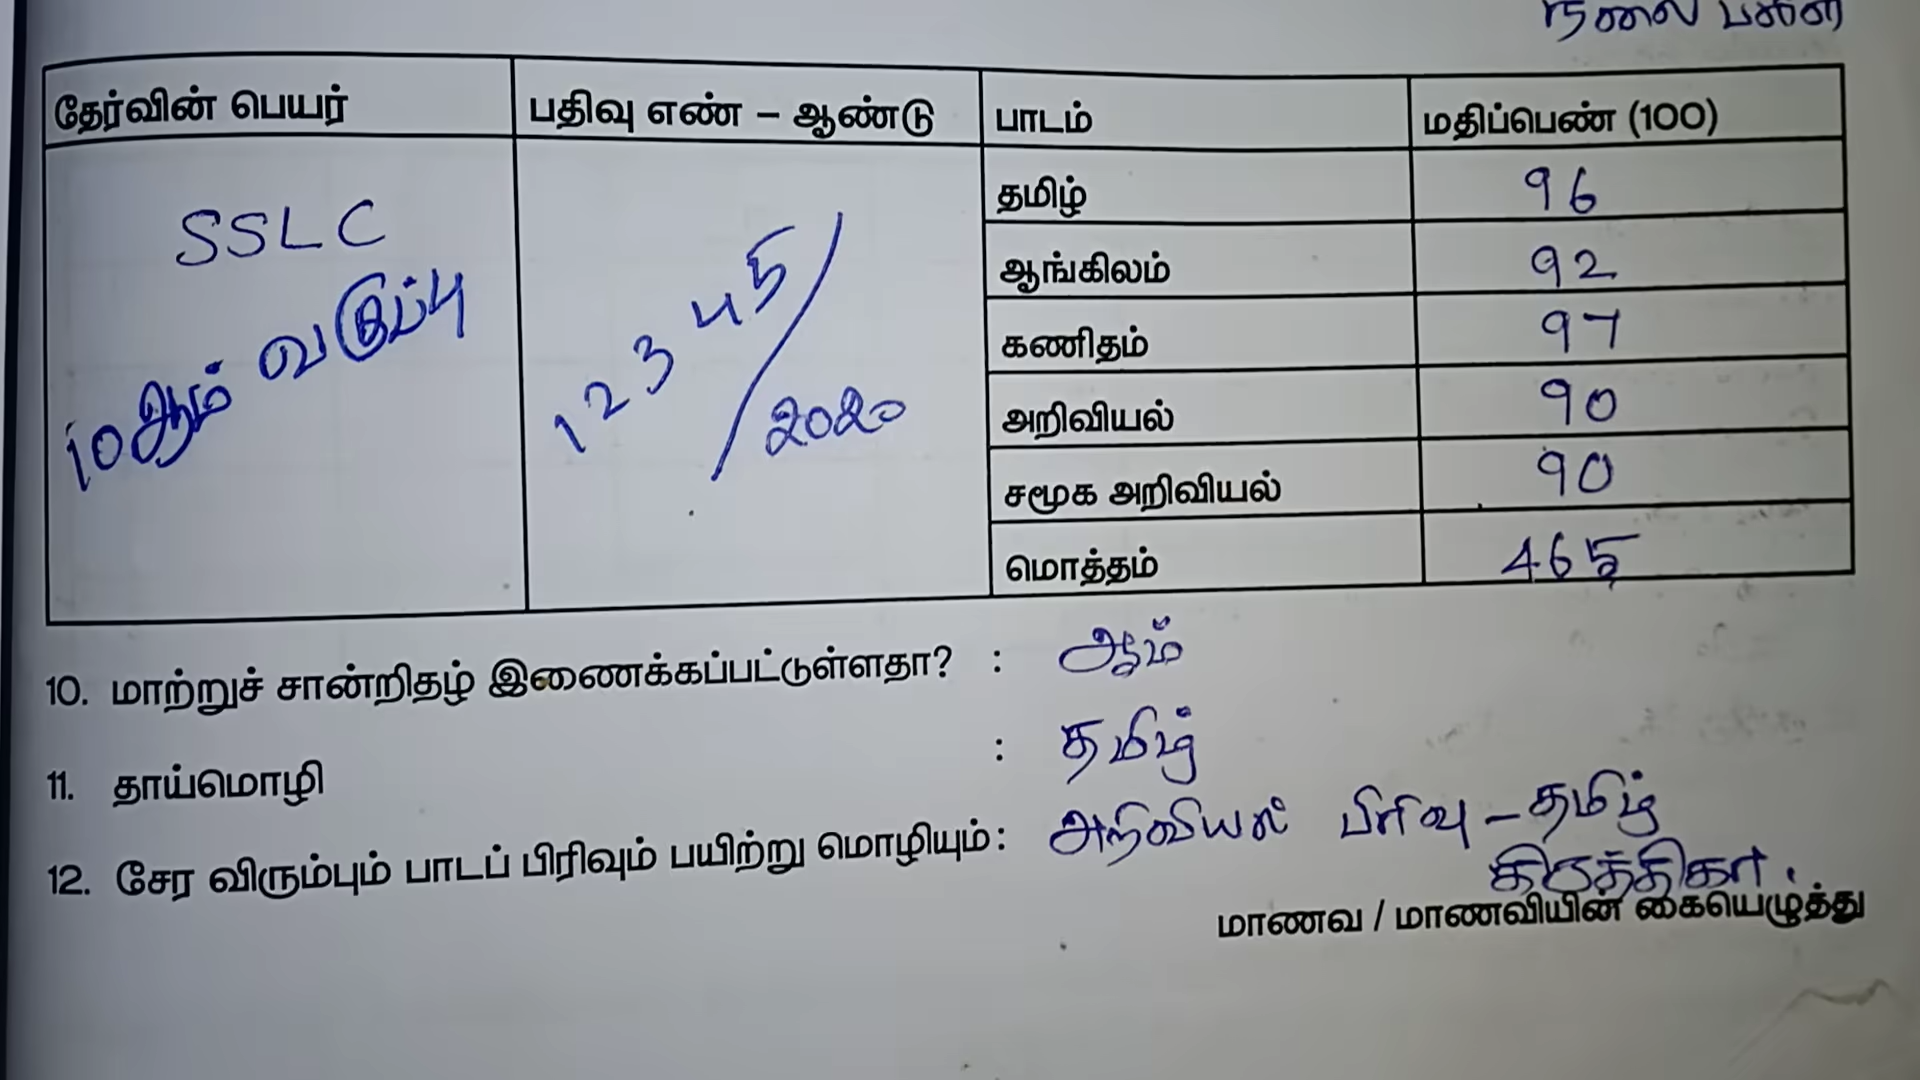 நிலை பள்ளி
தேர்வின் பெயர் பதிவு எண் – ஆண்டு பாடம் மதிப்பெண் (100)
SSLC
10ஆம் வகுப்பு
12345/2020
தமிழ் 96
ஆங்கிலம் 92
கணிதம் 97
அறிவியல் 90
சமூக அறிவியல் 90
மொத்தம் 465
10. மாற்றுச் சான்றிதழ் இணைக்கப்பட்டுள்ளதா? : ஆம்
11. தாய்மொழி : தமிழ்
12. சேர விரும்பும் பாடப் பிரிவும் பயிற்று மொழியும் : அறிவியல் பிரிவு – தமிழ்
கிருத்திகா.
மாணவ / மாணவியின் கையெழுத்து